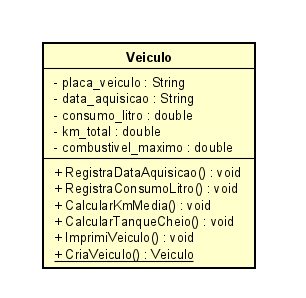 Veiculo
- placa_veiculo : String
- data_aquisicao : String
- consumo_litro : double
- km_total : double
- combustivel_maximo : double
+ RegistraDataAquisicao() : void
+ RegistraConsumoLitro() : void
+ CalcularKmMedia() : void
+ CalcularTanqueCheio() : void
+ ImprimiVeiculo() : void
+ CriaVeiculo() : Veiculo